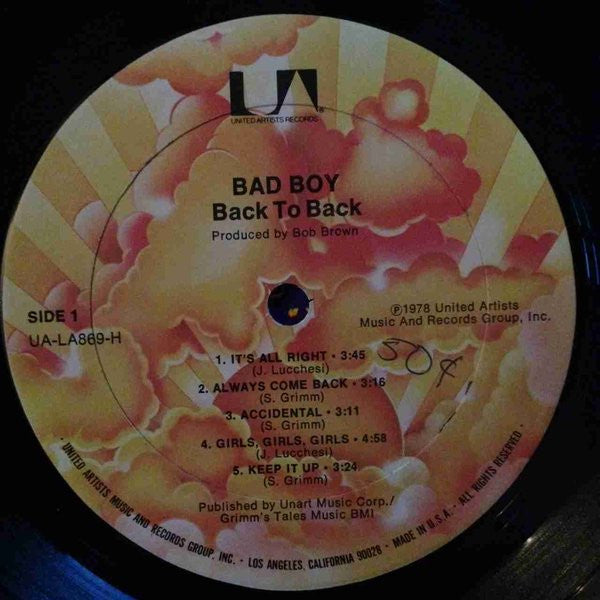 UA®
UNITED ARTISTS RECORDS
BAD BOY
Back To Back
Produced by Bob Brown
SIDE 1
UA-LA869-H
℗1978 United Artists
Music And Records Group, Inc.
50¢
1. IT'S ALL RIGHT • 3:45
(J. Lucchesi)
2. ALWAYS COME BACK • 3:16
(S. Grimm)
3. ACCIDENTAL • 3:11
(S. Grimm)
4. GIRLS, GIRLS, GIRLS • 4:58
(J. Lucchesi)
5. KEEP IT UP • 3:24
(S. Grimm)
Published by Unart Music Corp./
Grimm's Tales Music BMI
• UNITED ARTISTS MUSIC AND RECORDS GROUP, INC. • LOS ANGELES, CALIFORNIA 90028 • MADE IN U.S.A. • ALL RIGHTS RESERVED •